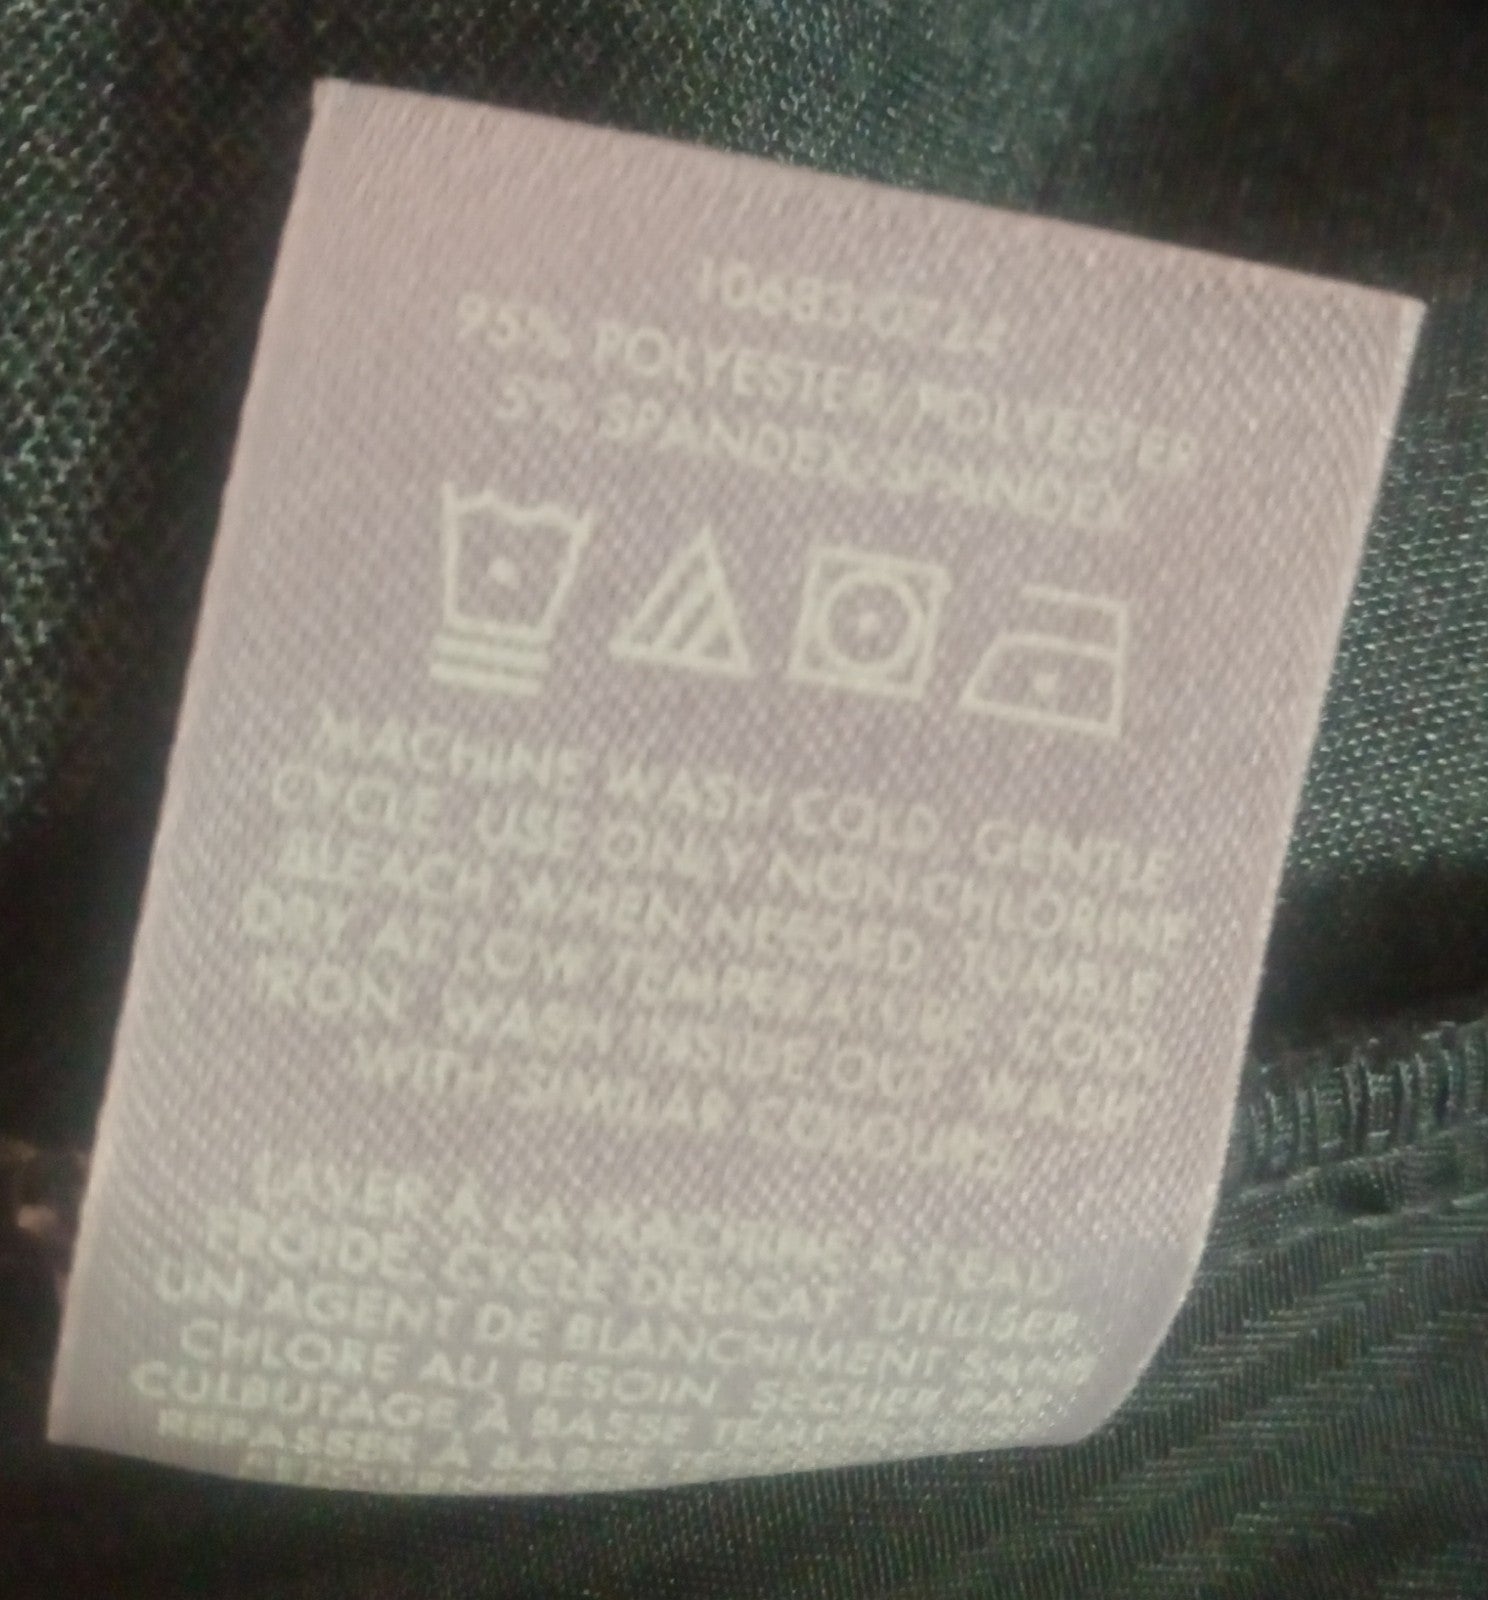 95% POLYESTER/POLYESTER
5% SPANDEX/SPANDEX
MACHINE WASH COLD. GENTLE
CYCLE. USE ONLY NON-CHLORINE
BLEACH WHEN NEEDED. TUMBLE
DRY AT LOW TEMPERATURE. COOL
IRON. WASH INSIDE OUT. WASH
WITH SIMILAR COLOURS.
LAVER À LA MACHINE À L'EAU
FROIDE. CYCLE DÉLICAT. UTILISER
UN AGENT DE BLANCHIMENT SANS
CHLORE AU BESOIN. SÉCHER PAR
CULBUTAGE À BASSE
REPASSER À BASSE